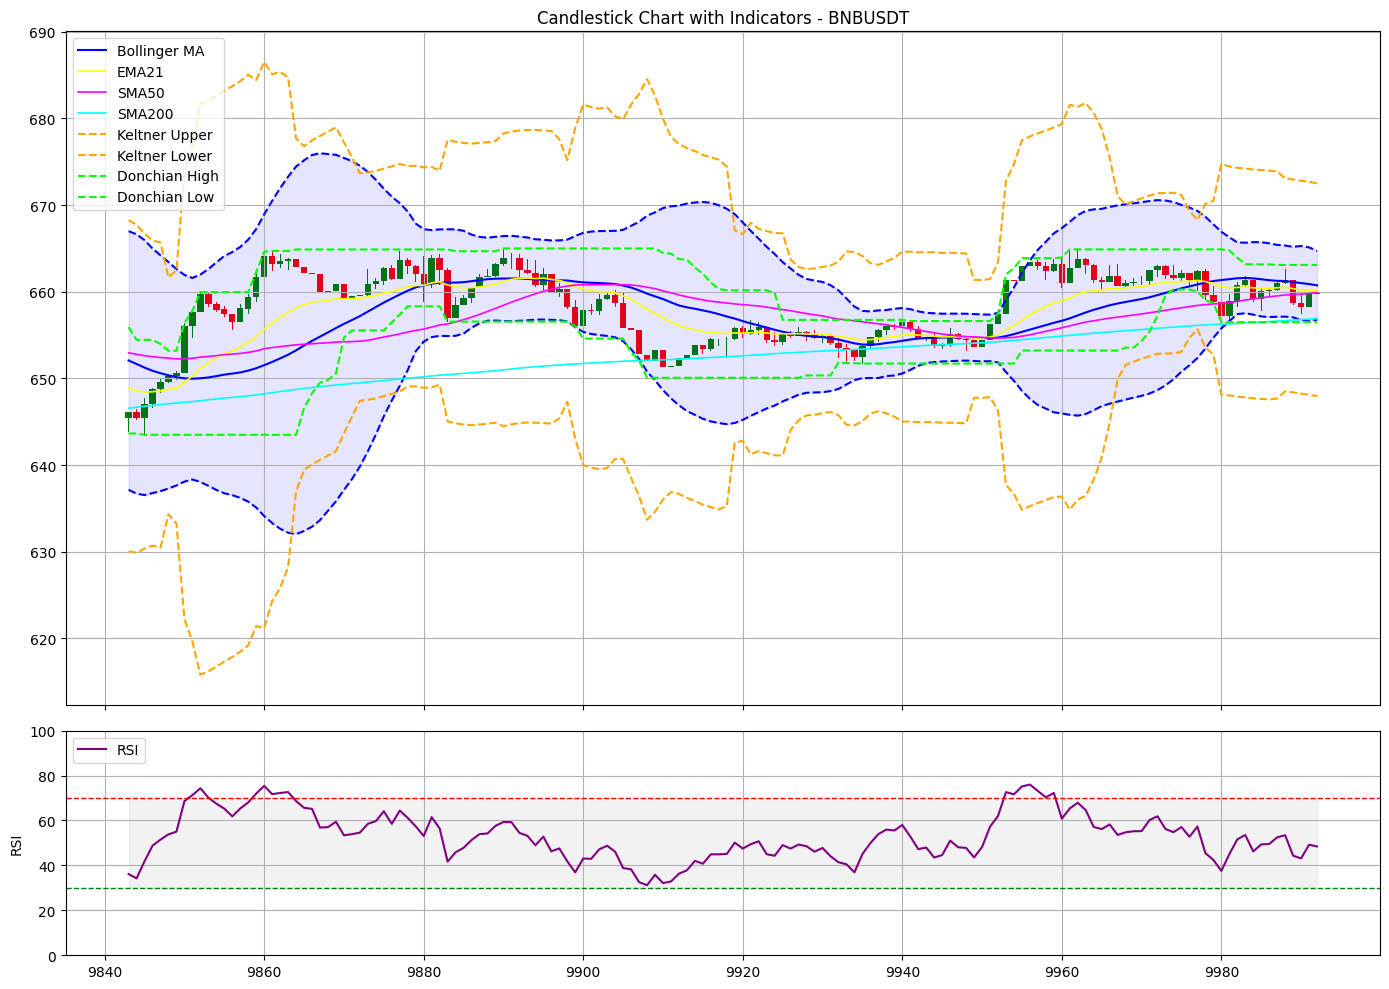 Candlestick Chart with Indicators - BNBUSDT
690
680
670
660
650
640
630
620
Bollinger MA
EMA21
SMA50
SMA200
Keltner Upper
Keltner Lower
Donchian High
Donchian Low
100
80
60
40
20
0
RSI
RSI
9840 9860 9880 9900 9920 9940 9960 9980